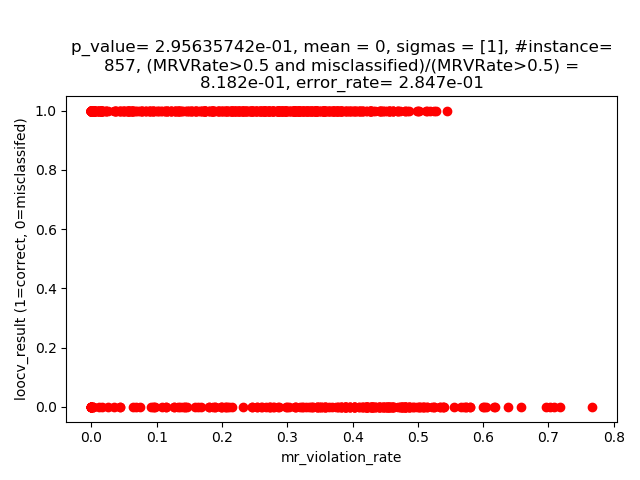 p_value= 2.95635742e-01, mean = 0, sigmas = [1], #instance=
857, (MRVRate>0.5 and misclassified)/(MRVRate>0.5) =
8.182e-01, error_rate= 2.847e-01
loocv_result (1=correct, 0=misclassifed)
1.0
0.8
0.6
0.4
0.2
0.0
0.0 0.1 0.2 0.3 0.4 0.5 0.6 0.7 0.8
mr_violation_rate